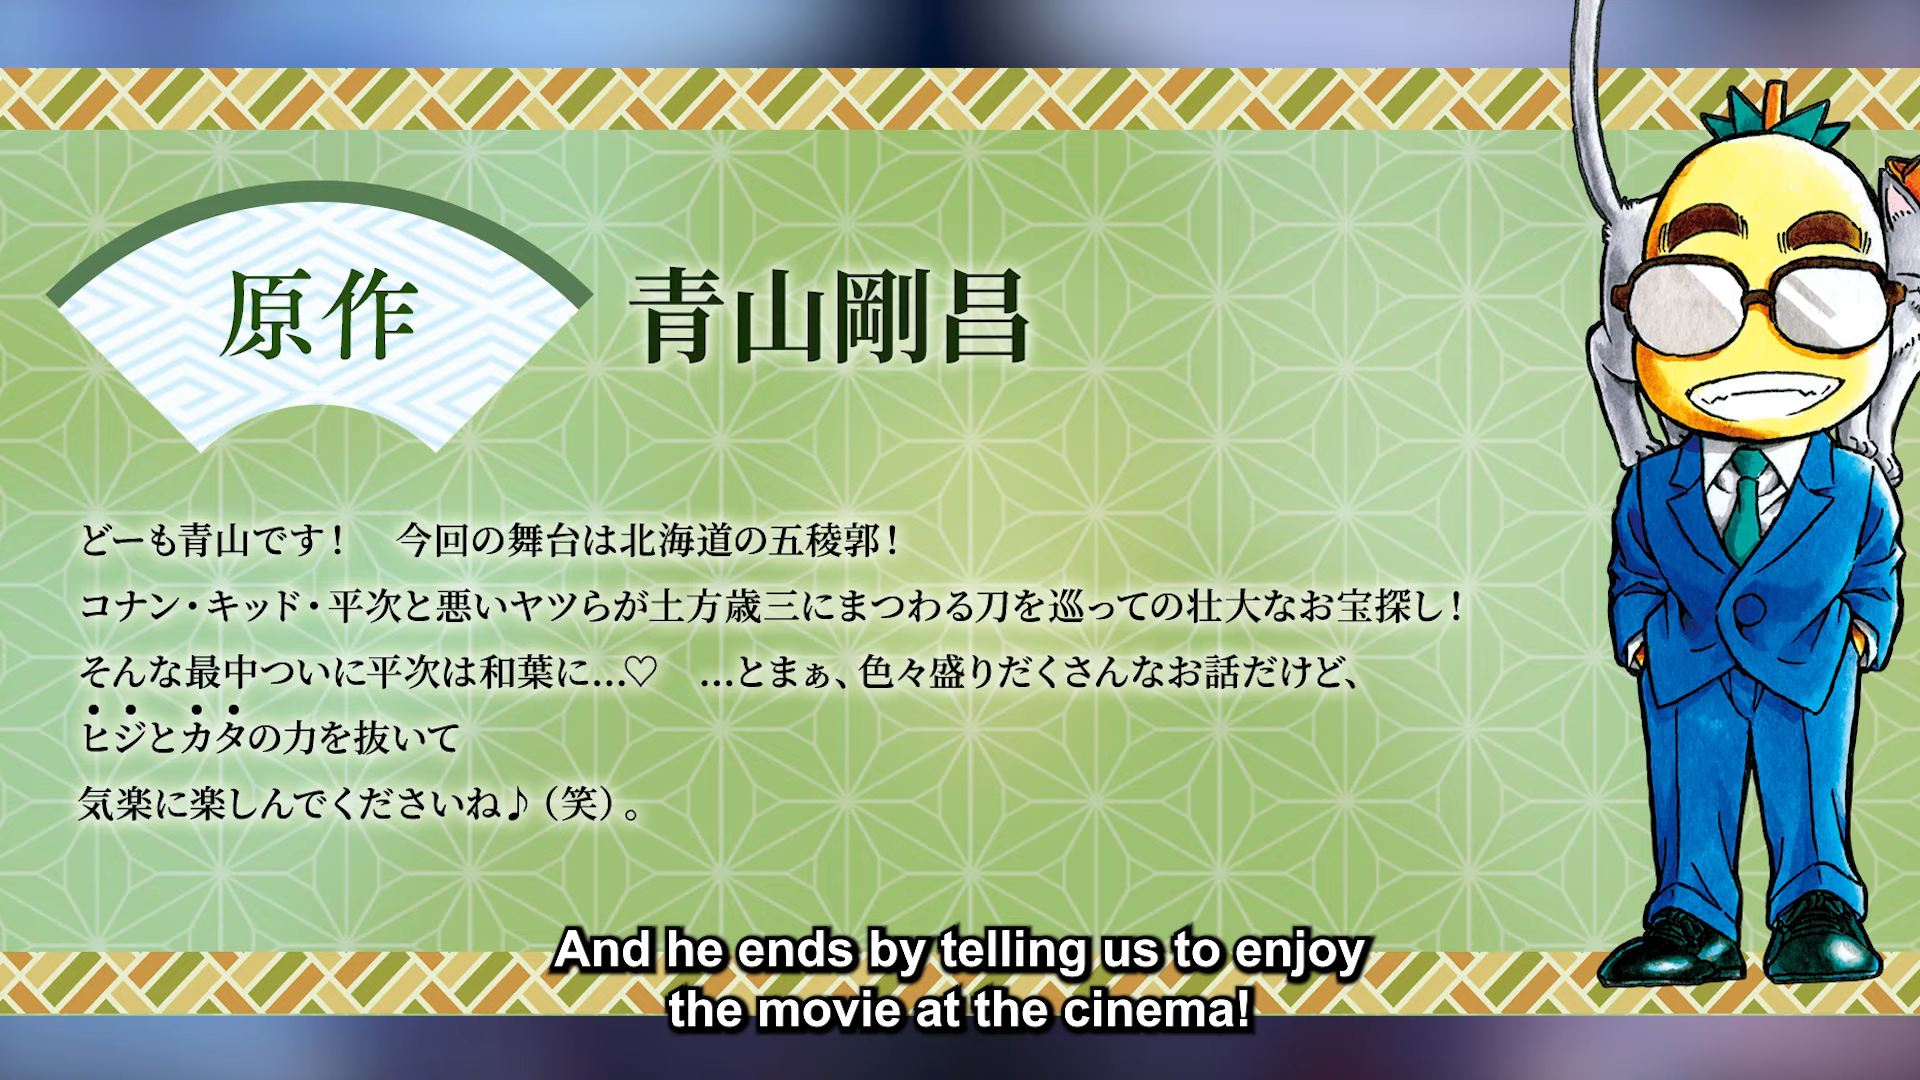 原作
青山剛昌
どーも青山です！　今回の舞台は北海道の五稜郭！
コナン・キッド・平次と悪いヤツらが土方歳三にまつわる刀を巡っての壮大なお宝探し！
そんな最中ついに平次は和葉に…♡　…とまぁ、色々盛りだくさんなお話だけど、
ヒジとカタの力を抜いて
気楽に楽しんでくださいね♪（笑）。
And he ends by telling us to enjoy
the movie at the cinema!